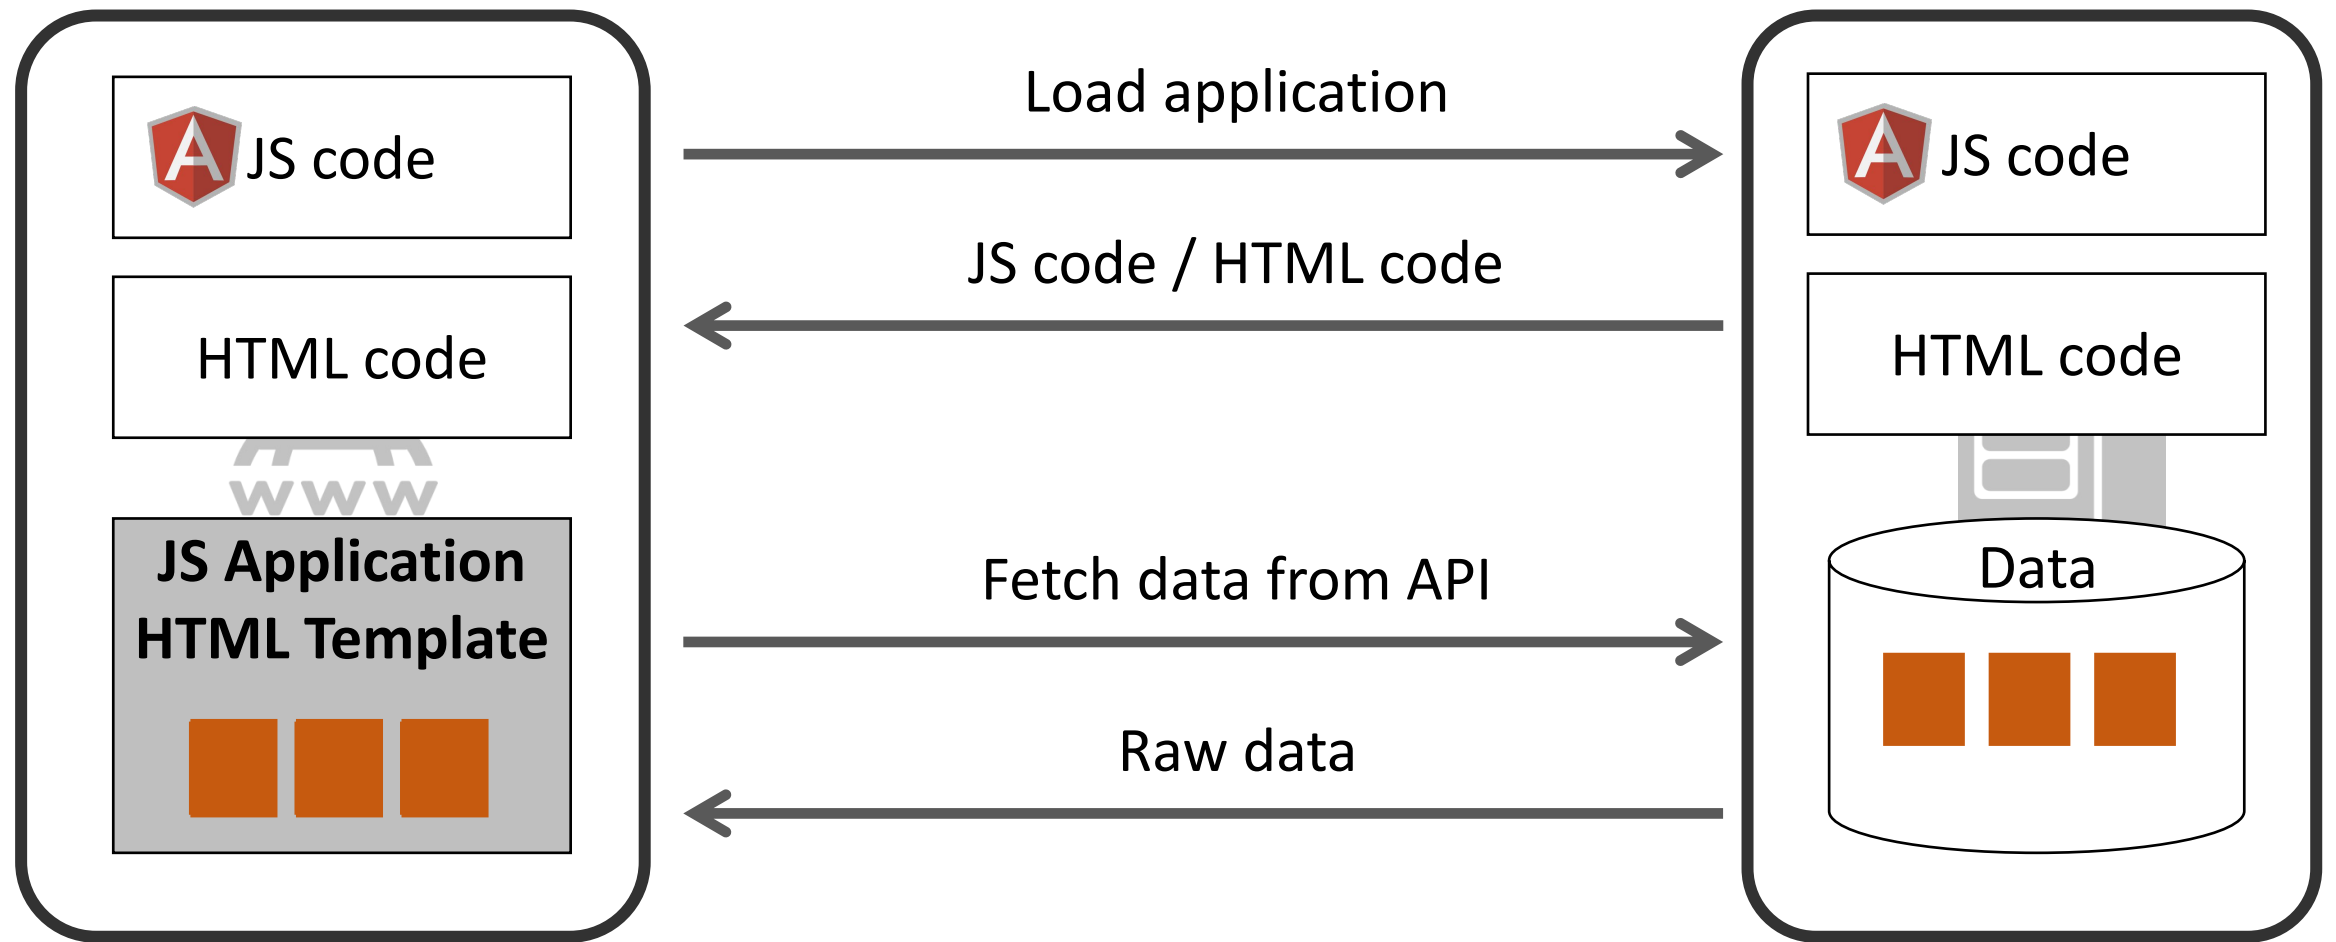 JS code
HTML code
www
JS Application
HTML Template
Load application
JS code / HTML code
Fetch data from API
Raw data
JS code
HTML code
Data